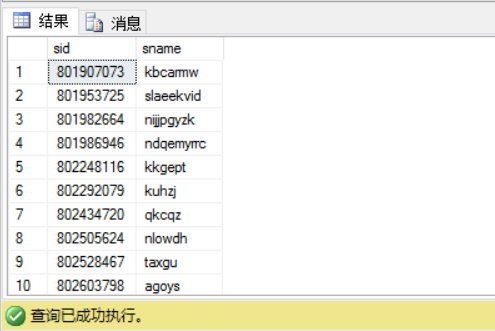 结果 消息
sid sname
1 801907073 kbcarmw
2 801953725 slaeekvid
3 801982664 nijjpgyzk
4 801986946 ndqemyrrc
5 802248116 kkgept
6 802292079 kuhzj
7 802434720 qkcqz
8 802505624 nlowdh
9 802528467 taxgu
10 802603798 agoys
查询已成功执行。